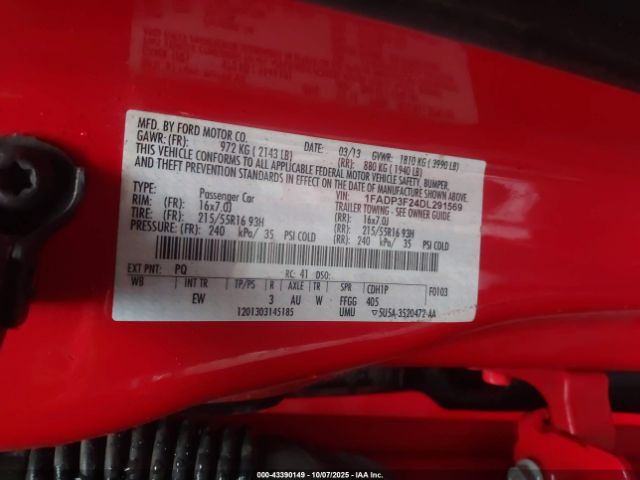 MFD. BY FORD MOTOR CO.
DATE: 03/13 GVWR: 1810 KG ( 3990 LB)
GAWR: (FR): 972 KG ( 2143 LB) (RR): 880 KG ( 1940 LB)
THIS VEHICLE CONFORMS TO ALL APPLICABLE FEDERAL MOTOR VEHICLE SAFETY, BUMPER,
AND THEFT PREVENTION STANDARDS IN EFFECT ON THE DATE OF MANUFACTURE SHOWN ABOVE.
VIN: 1FADP3F24DL291569
TYPE: Passenger Car TRAILER TOWING - SEE OWNER GUIDE
RIM: (FR) 16x7.0J (RR): 16x7.0J
TIRE: (FR) 215/55R16 93H (RR): 215/55R16 93H
PRESSURE: (FR) 240 kPa/ 35 PSI COLD (RR): 240 kPa/ 35 PSI COLD
EXT PNT: PQ RC: 41 DSO: F0103
WB INT TR TP/PS R AXLE TR SPR CDH1P
EW 3 AU W FFGG 405
1201303145185 UMU ▽5U5A-3520472-AA
000-43390149 - 10/07/2025 - IAA Inc.